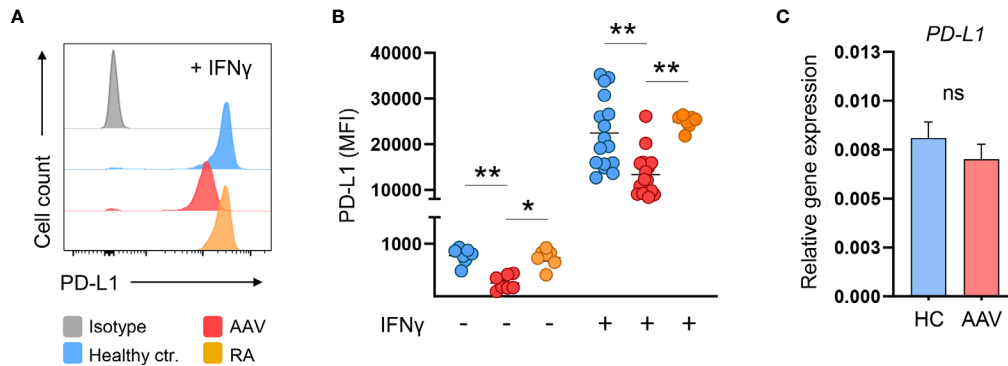 A
+ IFNγ
Cell count
PD-L1
Isotype
Healthy ctr.
AAV
RA
B
PD-L1 (MFI)
40000
30000
20000
10000
1000
** * ** **
IFNγ - - - + + +
C
PD-L1
Relative gene expression
0.013
0.010
0.008
0.005
0.003
0.000
ns
HC AAV